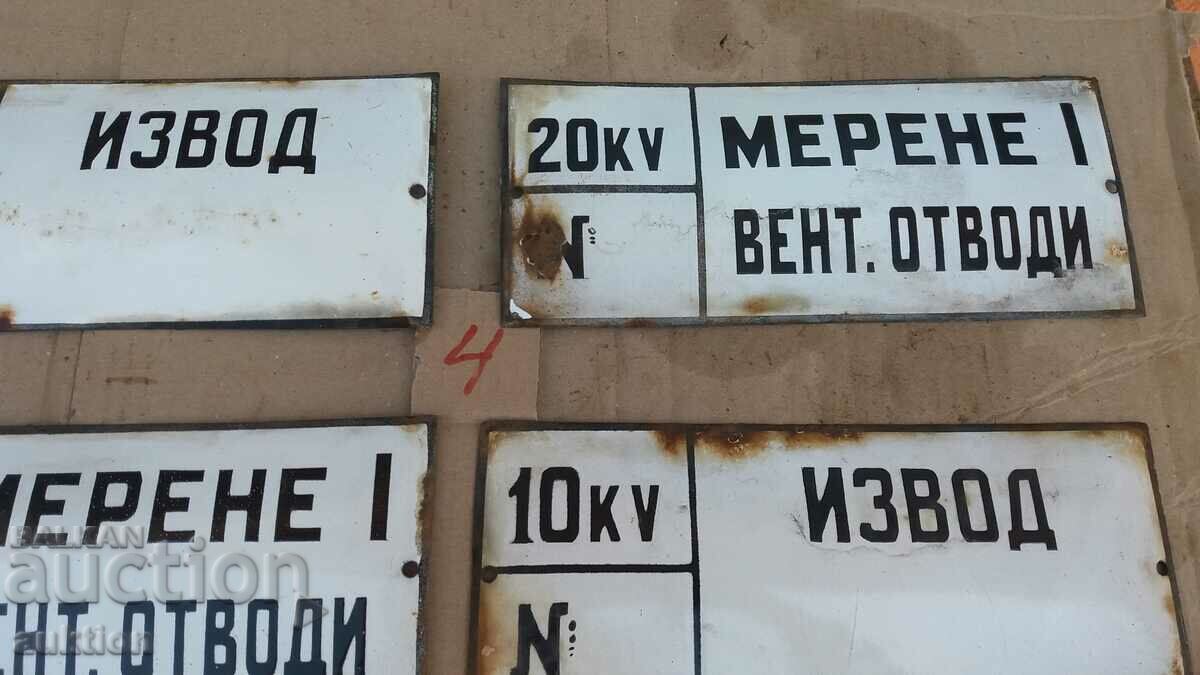 ИЗВОД
20KV
МЕРЕНЕ I
N:
ВЕНТ. ОТВОДИ
4
МЕРЕНЕ I
ЕНТ. ОТВОДИ
10KV
ИЗВОД
N:
BALKAN
auction
auktion